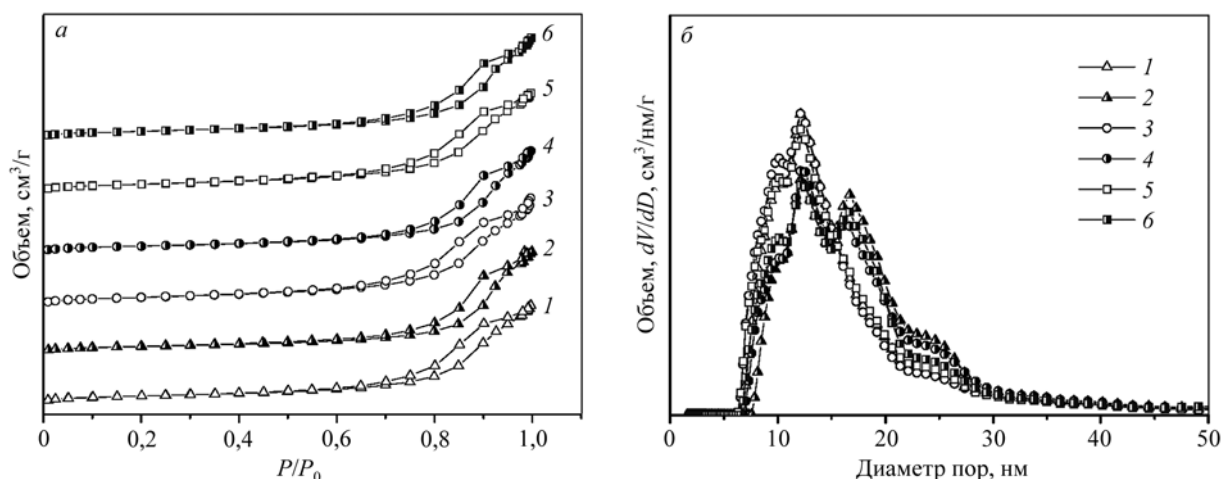 а
6
5
4
3
2
1
Объем, см³/г
0 0,2 0,4 0,6 0,8 1,0
P/P₀
б
1
2
3
4
5
6
Объем, dV/dD, см³/нм/г
0 10 20 30 40 50
Диаметр пор, нм